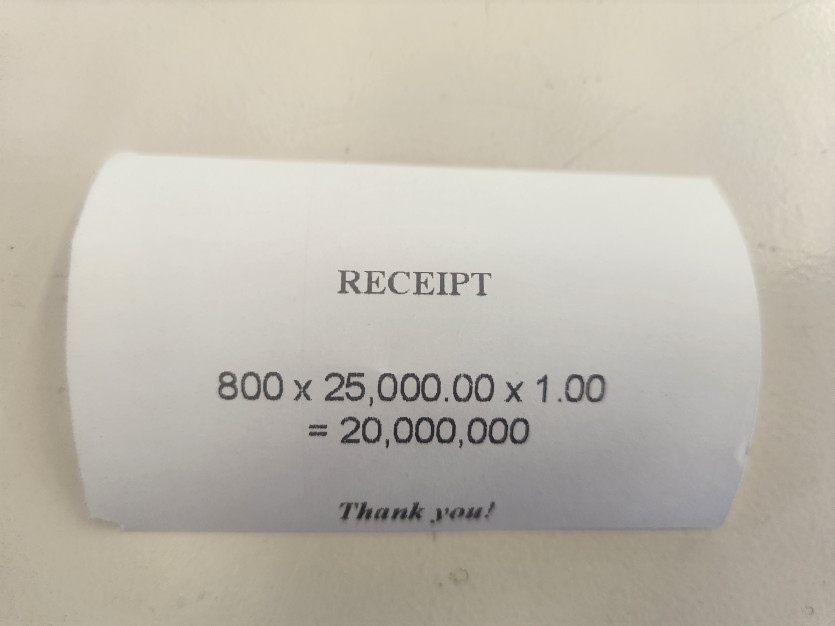 RECEIPT
800 x 25,000.00 x 1.00
= 20,000,000
Thank you!